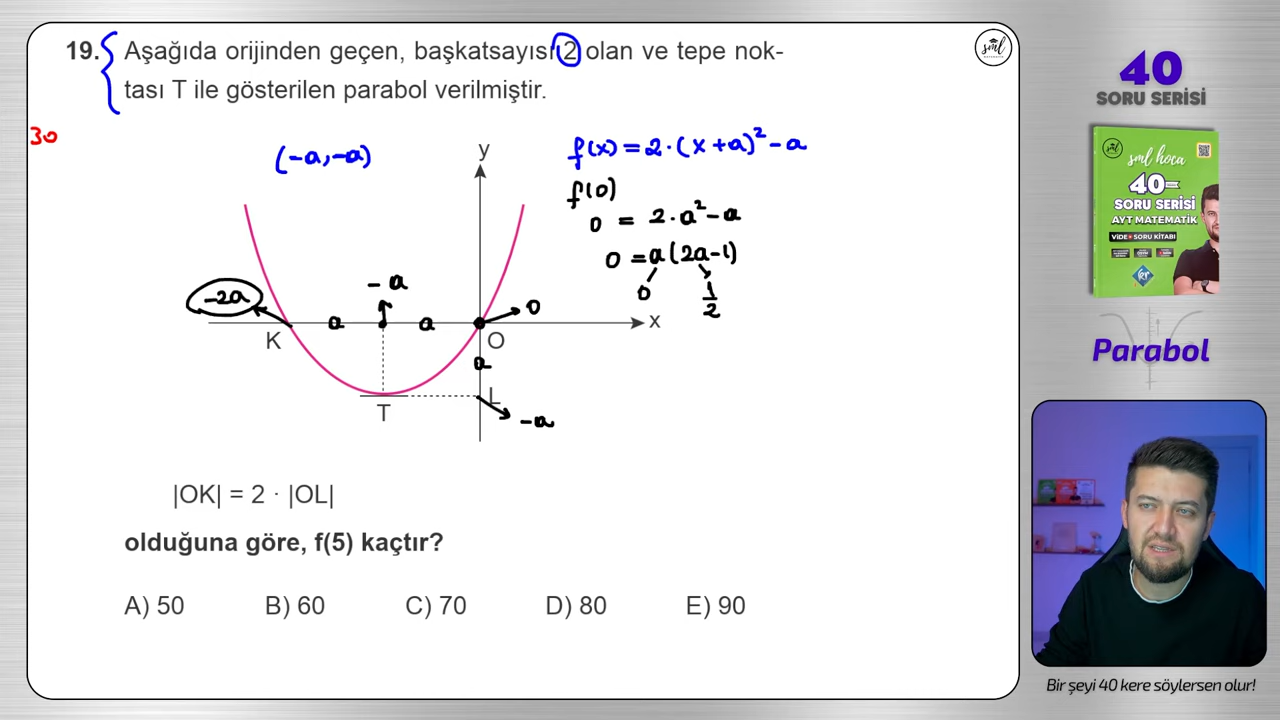 19. Aşağıda orijinden geçen, başkatsayısı 2 olan ve tepe nok-
tası T ile gösterilen parabol verilmiştir.
30
(-a,-a)
y
f(x) = 2·(x+a)² - a
f(0)
0 = 2·a² - a
0 = a(2a-1)
0
1/2
-2a
-a
a
a
0
x
K
O
a
T
L
-a
|OK| = 2 · |OL|
olduğuna göre, f(5) kaçtır?
A) 50 B) 60 C) 70 D) 80 E) 90
sml
40
SORU SERİSİ
sml hoca
40
SORU SERİSİ
AYT MATEMATİK
VİDEO SORU KİTABI
Parabol
Bir şeyi 40 kere söylersen olur!